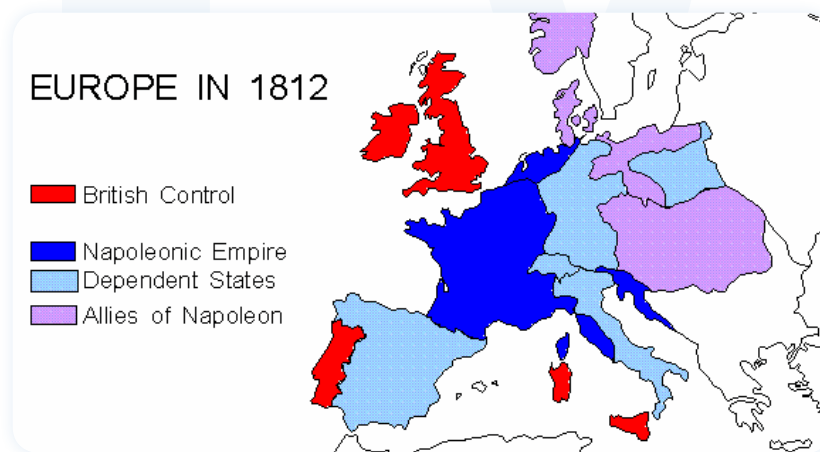 EUROPE IN 1812
British Control
Napoleonic Empire
Dependent States
Allies of Napoleon